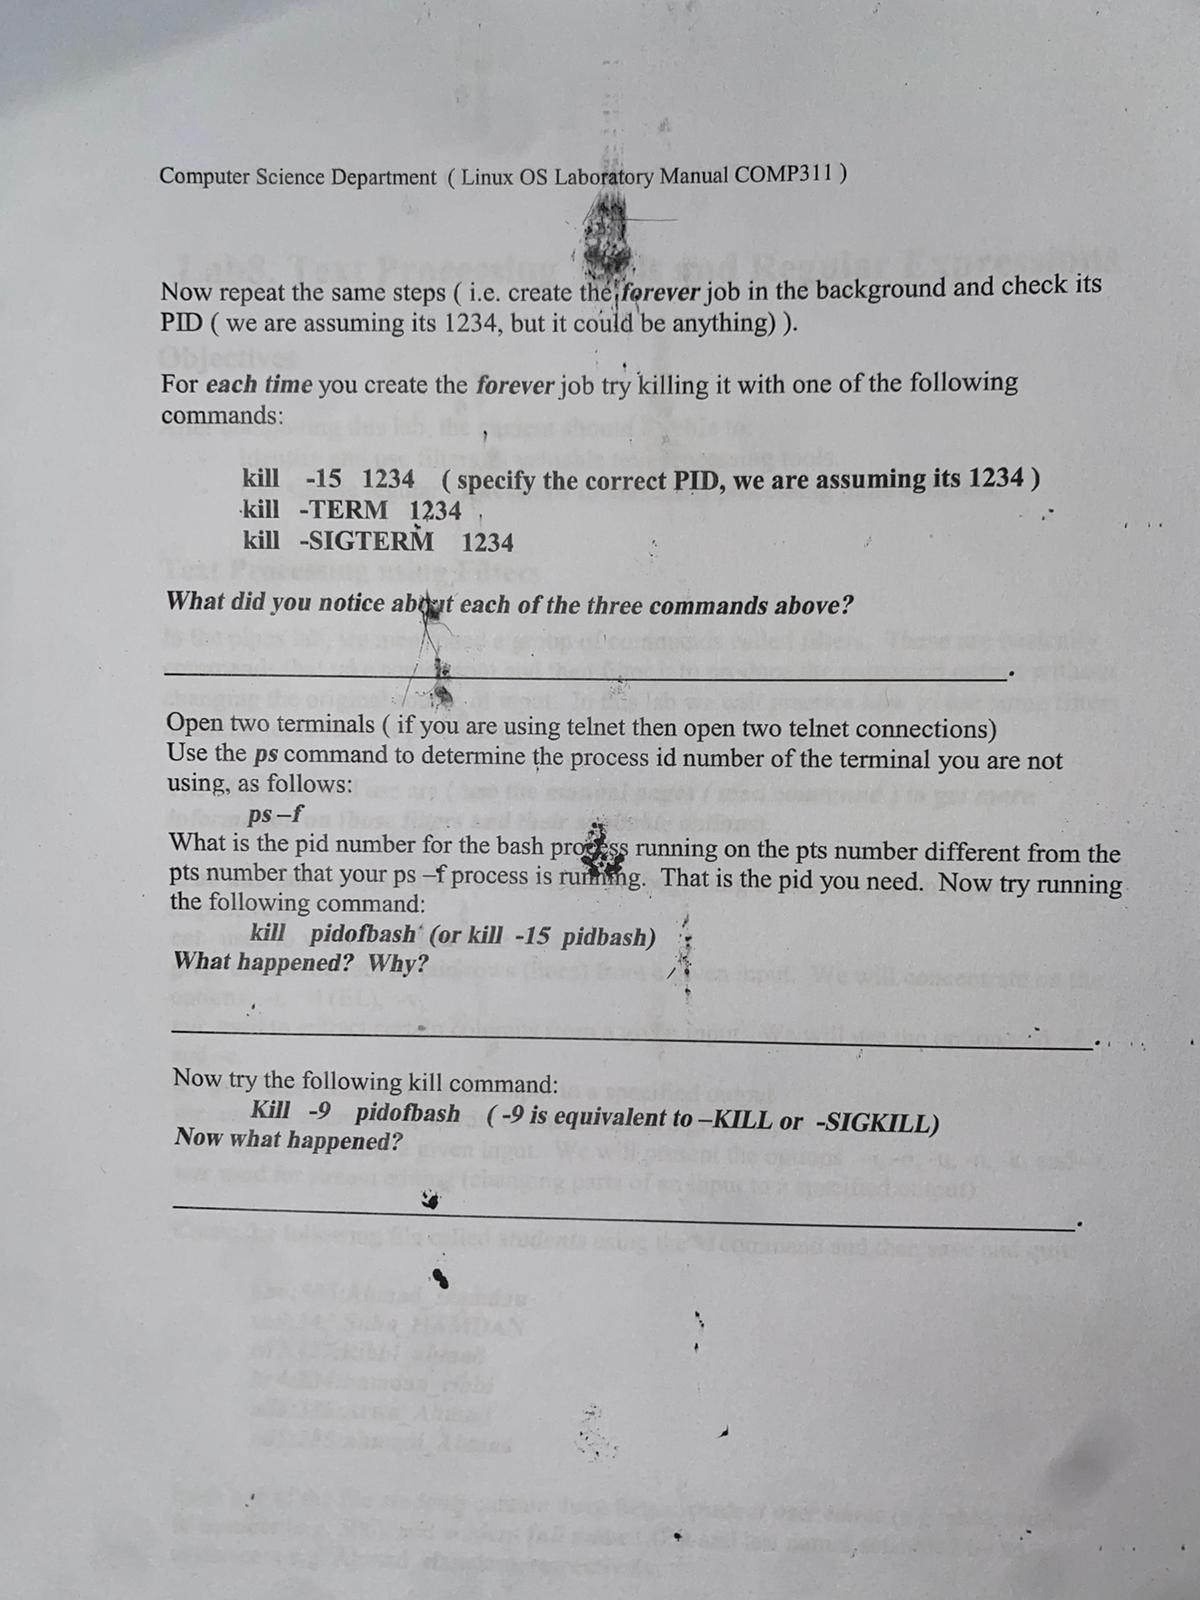 Computer Science Department ( Linux OS Laboratory Manual COMP311 )
Now repeat the same steps ( i.e. create the forever job in the background and check its
PID ( we are assuming its 1234, but it could be anything) ).
For each time you create the forever job try killing it with one of the following
commands:
kill -15 1234 ( specify the correct PID, we are assuming its 1234 )
kill -TERM 1234
kill -SIGTERM 1234
What did you notice about each of the three commands above?
Open two terminals ( if you are using telnet then open two telnet connections)
Use the ps command to determine the process id number of the terminal you are not
using, as follows:
ps –f
What is the pid number for the bash process running on the pts number different from the
pts number that your ps –f process is running. That is the pid you need. Now try running
the following command:
kill pidofbash (or kill -15 pidbash)
What happened? Why?
Now try the following kill command:
Kill -9 pidofbash ( -9 is equivalent to –KILL or -SIGKILL)
Now what happened?